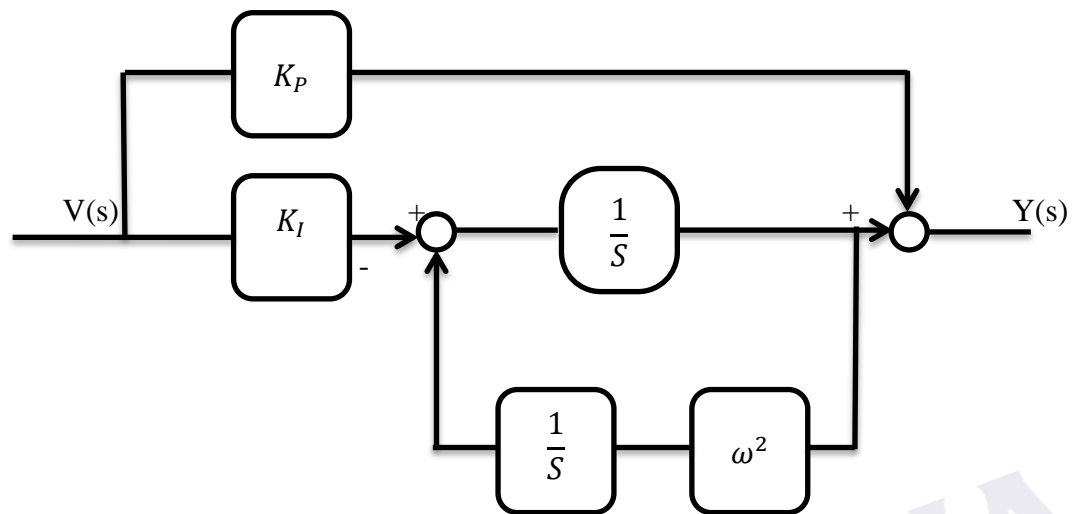 K_P
V(s)
K_I
+
-
1/S
+
Y(s)
1/S
ω²